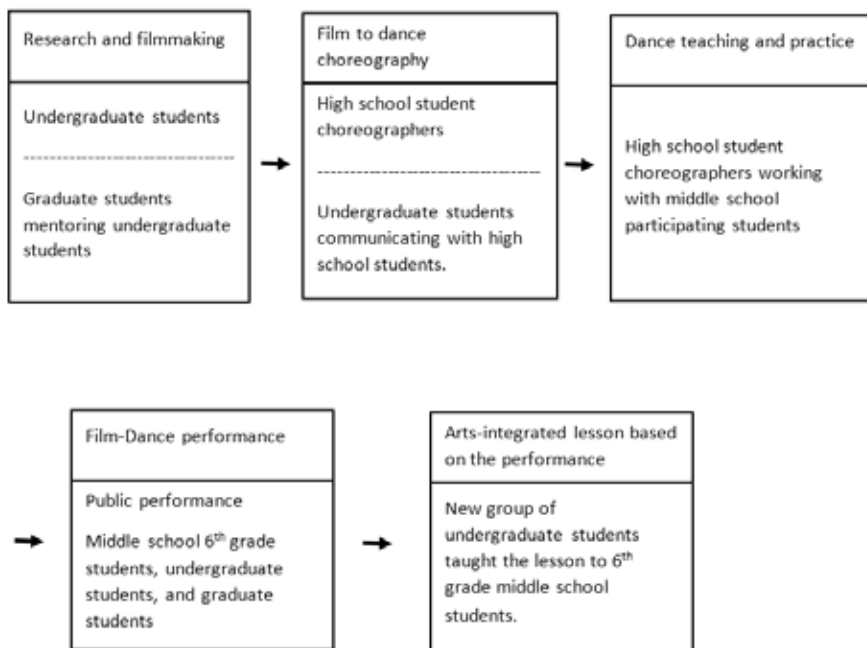 Research and filmmaking
Undergraduate students
Graduate students
mentoring undergraduate
students
Film to dance
choreography
High school student
choreographers
Undergraduate students
communicating with high
school students.
Dance teaching and practice
High school student
choreographers working
with middle school
participating students
Film-Dance performance
Public performance
Middle school 6th grade
students, undergraduate
students, and graduate
students
Arts-integrated lesson based
on the performance
New group of
undergraduate students
taught the lesson to 6th
grade middle school
students.